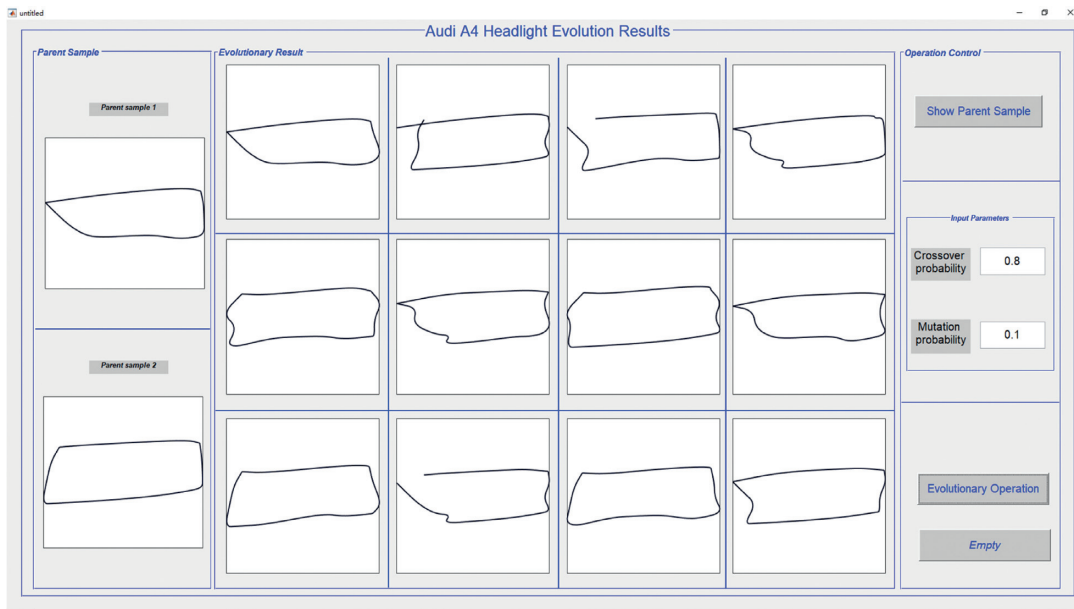 untitled
Audi A4 Headlight Evolution Results
Parent Sample
Evolutionary Result
Operation Control
Parent sample 1
Show Parent Sample
Input Parameters
Crossover
probability
0.8
Mutation
probability
0.1
Parent sample 2
Evolutionary Operation
Empty